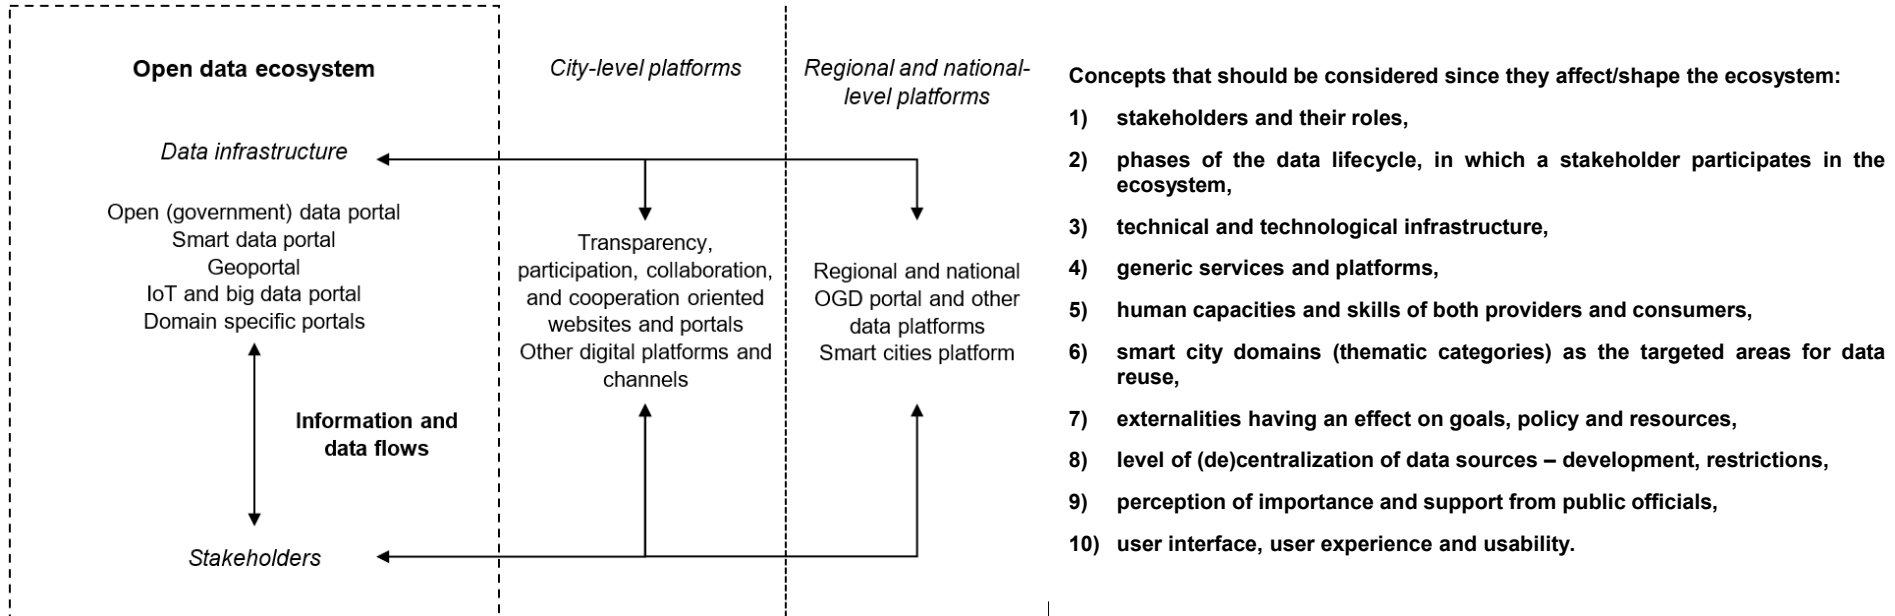 Open data ecosystem
Data infrastructure
Open (government) data portal
Smart data portal
Geoportal
IoT and big data portal
Domain specific portals
Information and
data flows
Stakeholders
City-level platforms
Transparency,
participation, collaboration,
and cooperation oriented
websites and portals
Other digital platforms and
channels
Regional and national-
level platforms
Regional and national
OGD portal and other
data platforms
Smart cities platform
Concepts that should be considered since they affect/shape the ecosystem:
1) stakeholders and their roles,
2) phases of the data lifecycle, in which a stakeholder participates in the
ecosystem,
3) technical and technological infrastructure,
4) generic services and platforms,
5) human capacities and skills of both providers and consumers,
6) smart city domains (thematic categories) as the targeted areas for data
reuse,
7) externalities having an effect on goals, policy and resources,
8) level of (de)centralization of data sources – development, restrictions,
9) perception of importance and support from public officials,
10) user interface, user experience and usability.